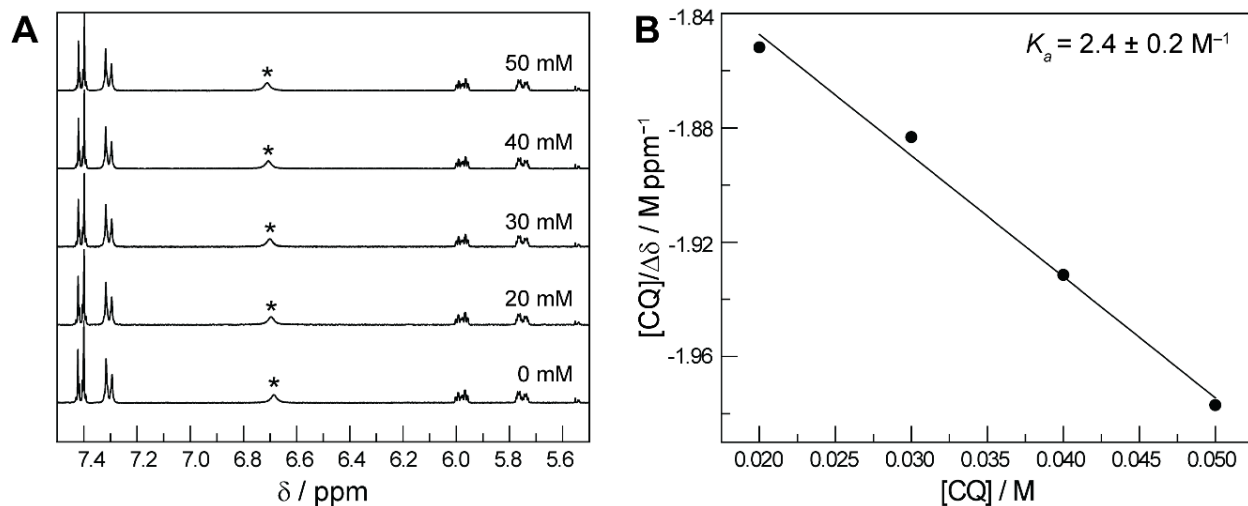 A
50 mM
*
40 mM
*
30 mM
*
20 mM
*
0 mM
*
7.4 7.2 7.0 6.8 6.6 6.4 6.2 6.0 5.8 5.6
δ / ppm
B
Kₐ = 2.4 ± 0.2 M⁻¹
-1.84
-1.88
-1.92
-1.96
[CQ]/Δδ / M ppm⁻¹
0.020 0.025 0.030 0.035 0.040 0.045 0.050
[CQ] / M